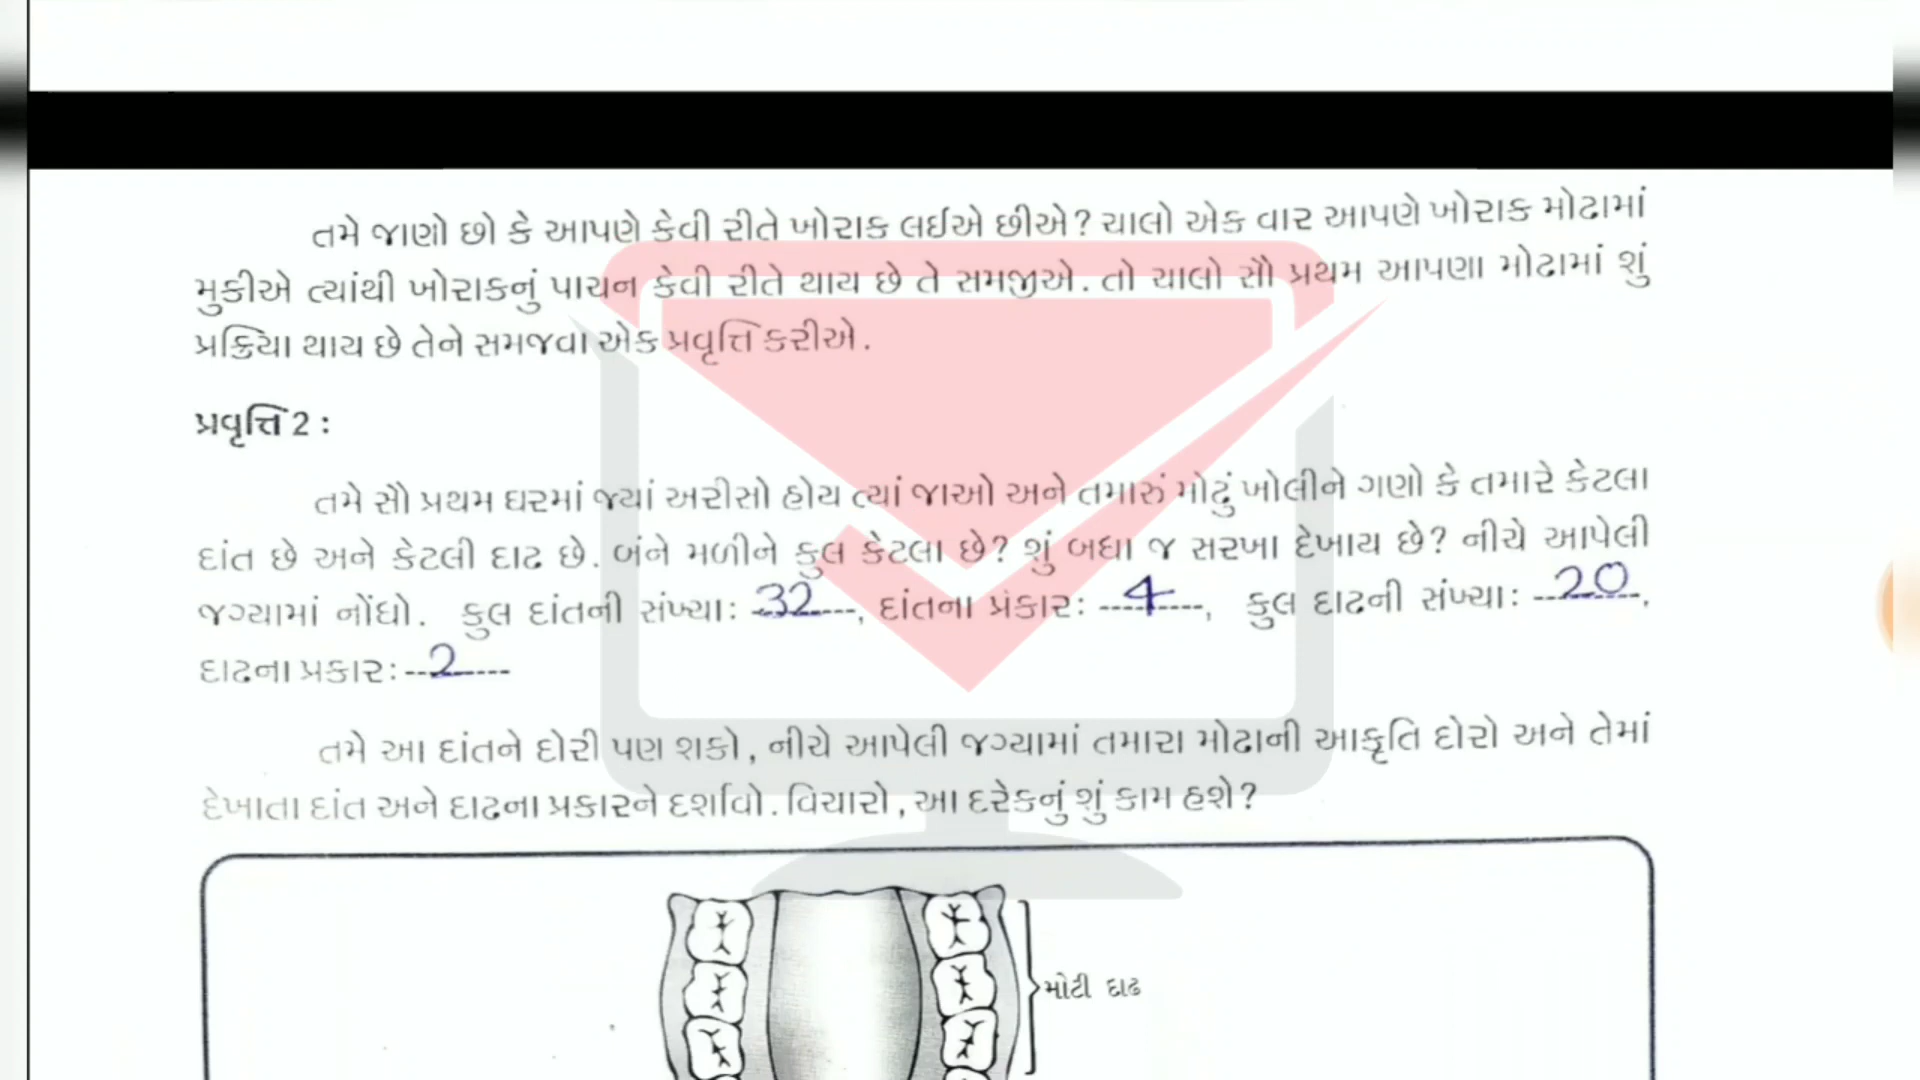 તમે જાણો છો કે આપણે કેવી રીતે ખોરાક લઈએ છીએ? ચાલો એક વાર આપણે ખોરાક મોઢામાં
મુકીએ ત્યાંથી ખોરાકનું પાચન કેવી રીતે થાય છે તે સમજીએ. તો ચાલો સૌ પ્રથમ આપણા મોઢામાં શું
પ્રક્રિયા થાય છે તેને સમજવા એક પ્રવૃત્તિ કરીએ.
પ્રવૃત્તિ 2 :
તમે સૌ પ્રથમ ઘરમાં જ્યાં અરીસો હોય ત્યાં જાઓ અને તમારું મોઢું ખોલીને ગણો કે તમારે કેટલા
દાંત છે અને કેટલી દાઢ છે. બંને મળીને કુલ કેટલા છે? શું બધા જ સરખા દેખાય છે? નીચે આપેલી
જગ્યામાં નોંધો. કુલ દાંતની સંખ્યા: 32, દાંતના પ્રકાર: 4, કુલ દાઢની સંખ્યા: 20,
દાઢના પ્રકાર: 2
તમે આ દાંતને દોરી પણ શકો, નીચે આપેલી જગ્યામાં તમારા મોઢાની આકૃતિ દોરો અને તેમાં
દેખાતા દાંત અને દાઢના પ્રકારને દર્શાવો. વિચારો, આ દરેકનું શું કામ હશે?
મોટી દાઢ